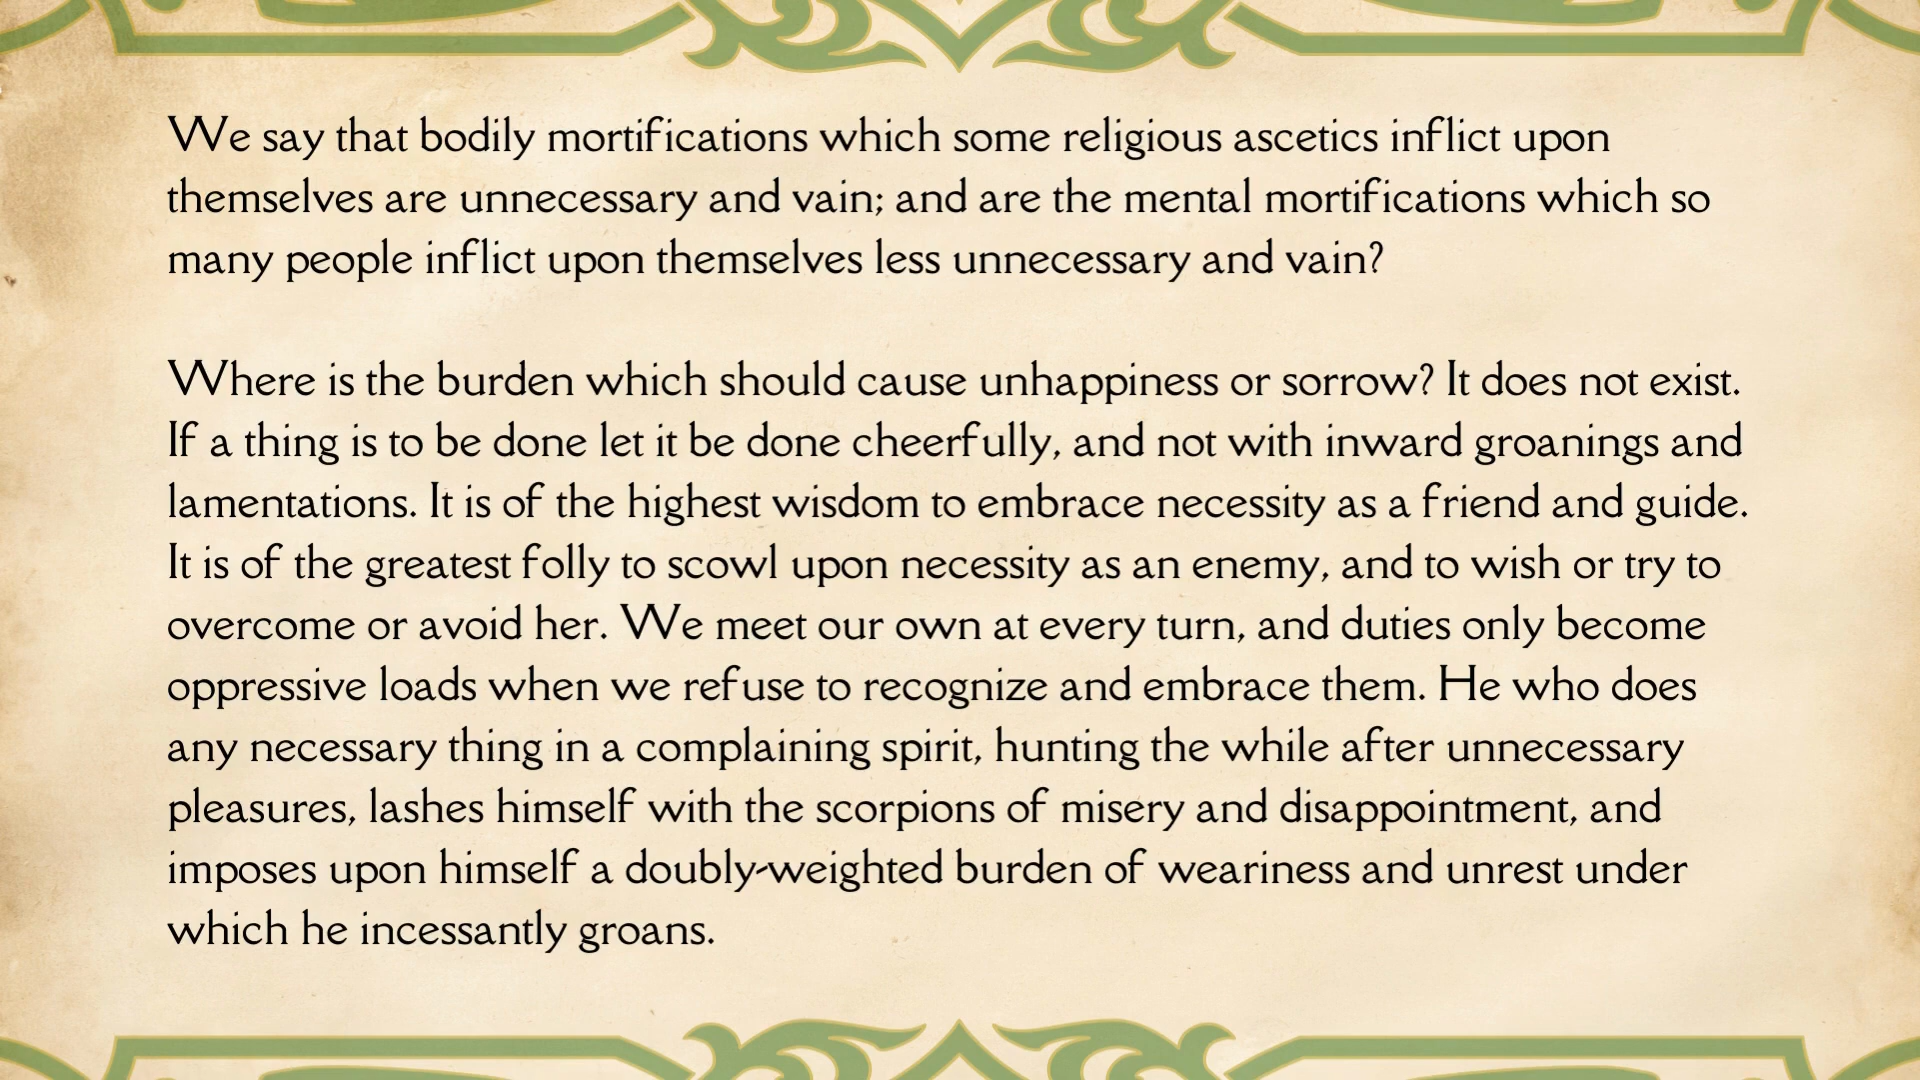 We say that bodily mortifications which some religious ascetics inflict upon
themselves are unnecessary and vain; and are the mental mortifications which so
many people inflict upon themselves less unnecessary and vain?
Where is the burden which should cause unhappiness or sorrow? It does not exist.
If a thing is to be done let it be done cheerfully, and not with inward groanings and
lamentations. It is of the highest wisdom to embrace necessity as a friend and guide.
It is of the greatest folly to scowl upon necessity as an enemy, and to wish or try to
overcome or avoid her. We meet our own at every turn, and duties only become
oppressive loads when we refuse to recognize and embrace them. He who does
any necessary thing in a complaining spirit, hunting the while after unnecessary
pleasures, lashes himself with the scorpions of misery and disappointment, and
imposes upon himself a doubly-weighted burden of weariness and unrest under
which he incessantly groans.